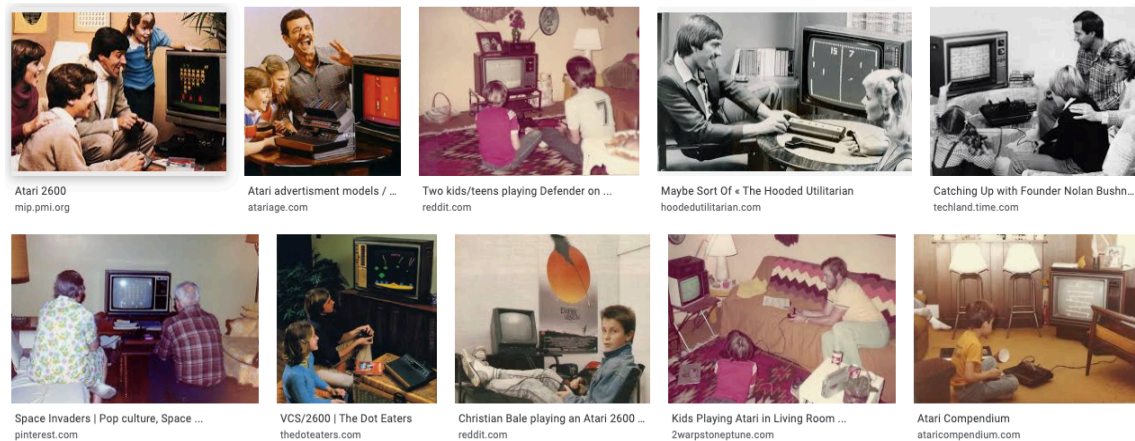 15 7
Atari 2600
mip.pmi.org
Atari advertisment models / ...
atariage.com
Two kids/teens playing Defender on ...
reddit.com
Maybe Sort Of « The Hooded Utilitarian
hoodedutilitarian.com
Catching Up with Founder Nolan Bushn...
techland.time.com
Space Invaders | Pop culture, Space ...
pinterest.com
VCS/2600 | The Dot Eaters
thedoteaters.com
Christian Bale playing an Atari 2600 ...
reddit.com
Kids Playing Atari in Living Room ...
2warpstoneptune.com
Atari Compendium
ataricompendium.com